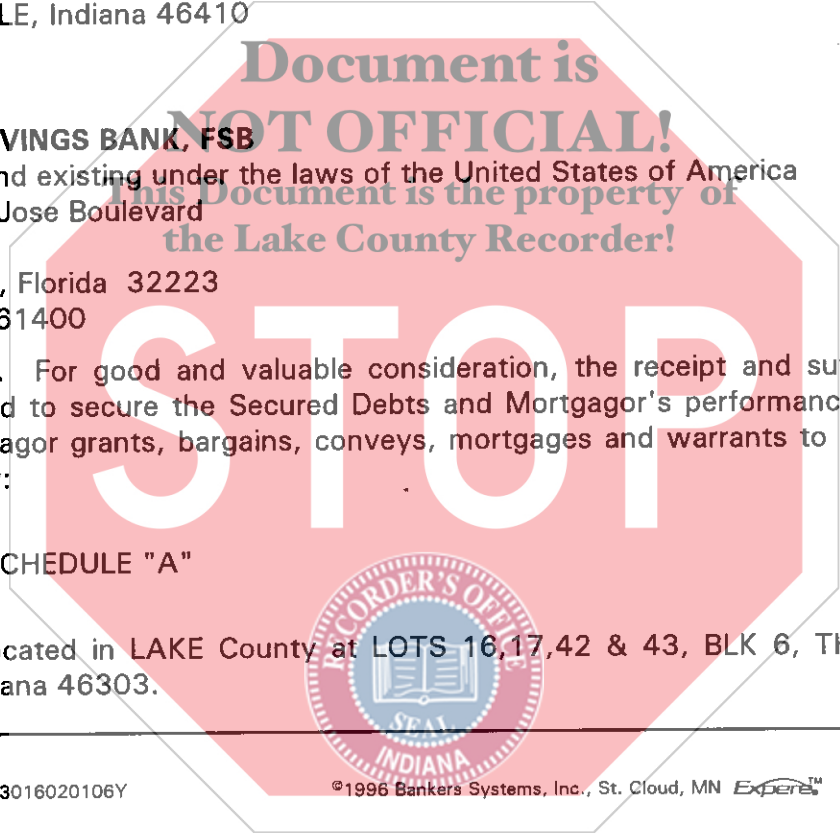 LE, Indiana 46410
Document is
NOT OFFICIAL!
VINGS BANK, FSB
nd existing under the laws of the United States of America
This Document is the property of
Jose Boulevard
the Lake County Recorder!
, Florida 32223
61400
STOP
. For good and valuable consideration, the receipt and su
d to secure the Secured Debts and Mortgagor's performanc
agor grants, bargains, conveys, mortgages and warrants to
:
CHEDULE "A"
RECORDER'S OFFICE
cated in LAKE County at LOTS 16,17,42 & 43, BLK 6, Th
ana 46303.
SEAL
INDIANA
3016020106Y
©1996 Bankers Systems, Inc., St. Cloud, MN Expere™